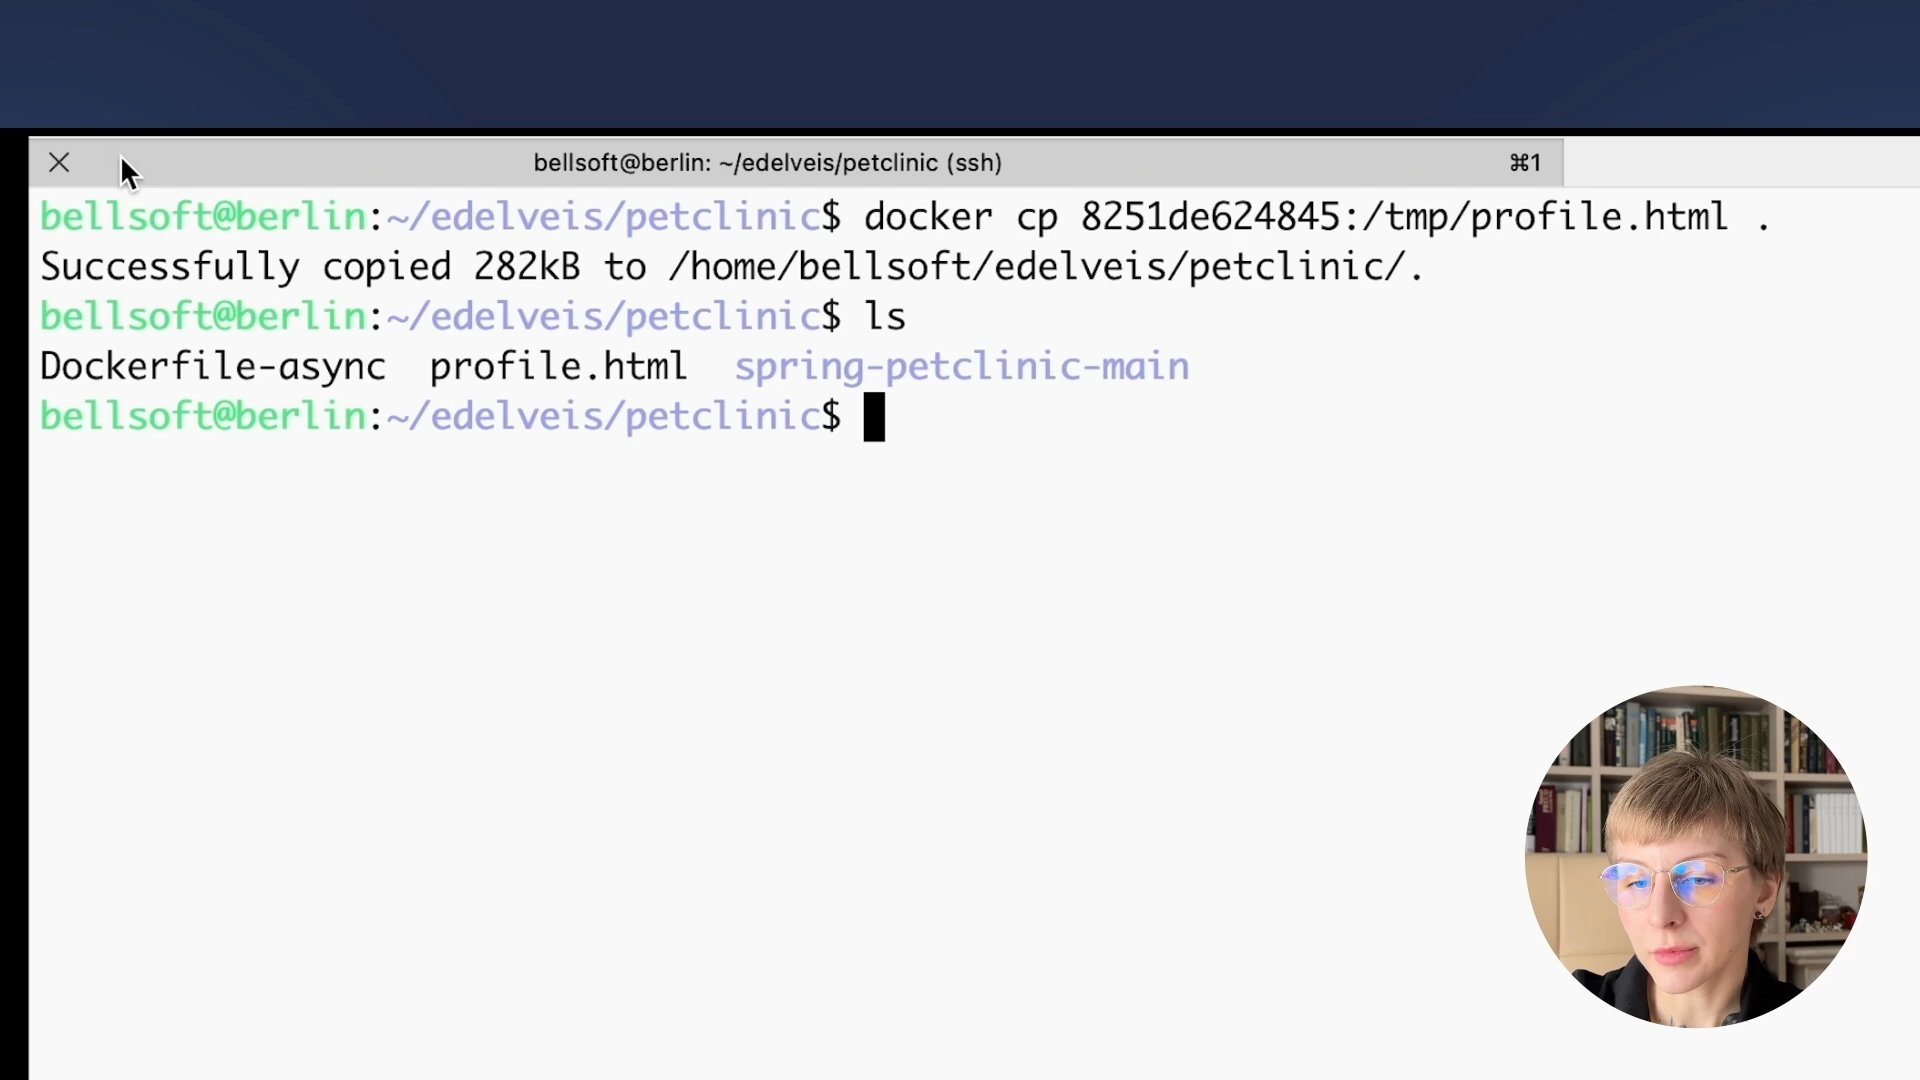 bellsoft@berlin: ~/edelveis/petclinic (ssh) ⌘1
bellsoft@berlin:~/edelveis/petclinic$ docker cp 8251de624845:/tmp/profile.html .
Successfully copied 282kB to /home/bellsoft/edelveis/petclinic/.
bellsoft@berlin:~/edelveis/petclinic$ ls
Dockerfile-async profile.html spring-petclinic-main
bellsoft@berlin:~/edelveis/petclinic$